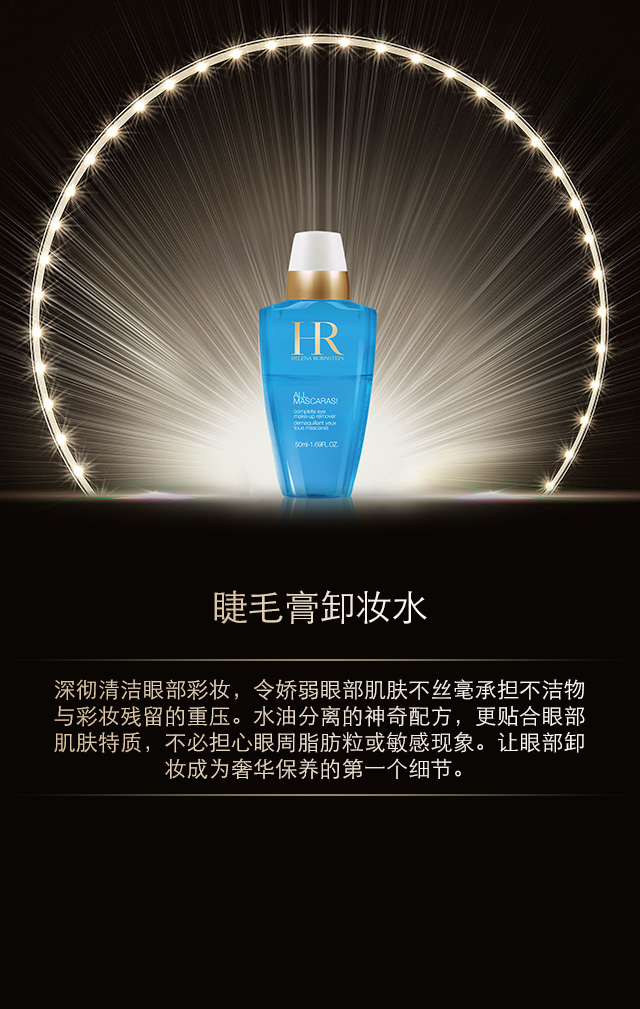 HR
HELENA RUBINSTEIN
ALL
MASCARAS!
complete eye
make-up remover
démaquillant yeux
tous mascaras
50ml-1.69FL.OZ.
睫毛膏卸妆水
深彻清洁眼部彩妆，令娇弱眼部肌肤不丝毫承担不洁物
与彩妆残留的重压。水油分离的神奇配方，更贴合眼部
肌肤特质，不必担心眼周脂肪粒或敏感现象。让眼部卸
妆成为奢华保养的第一个细节。